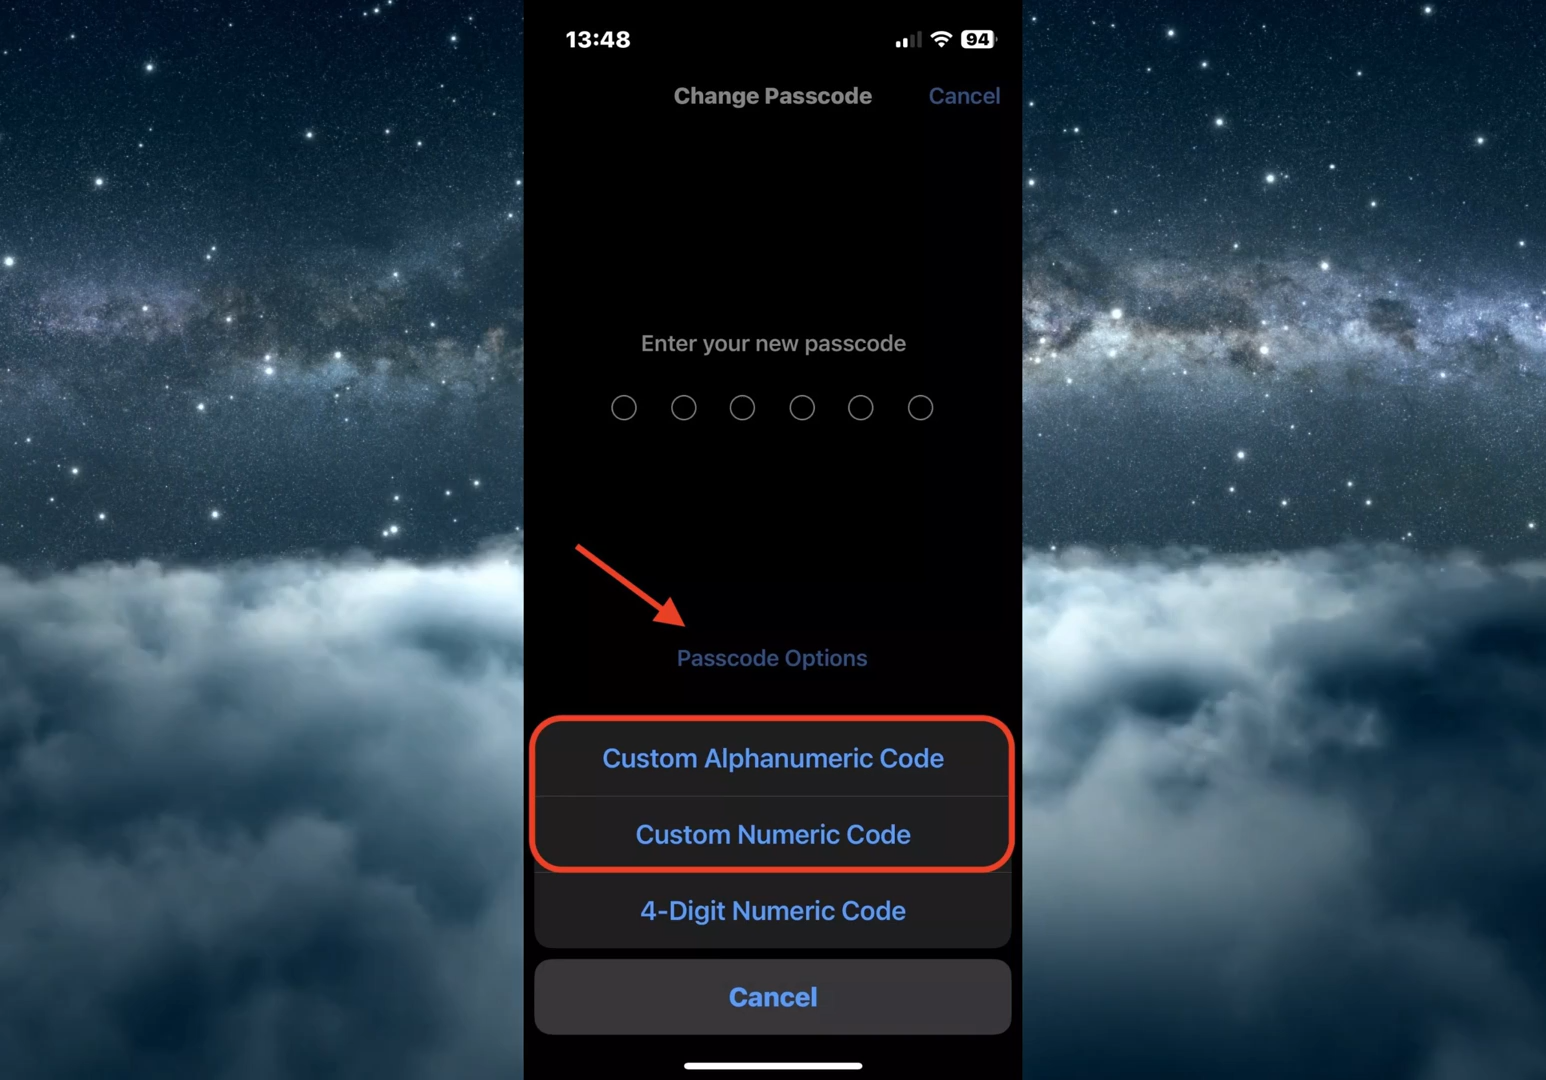 13:48
94
Change Passcode
Cancel
Enter your new passcode
Passcode Options
Custom Alphanumeric Code
Custom Numeric Code
4-Digit Numeric Code
Cancel